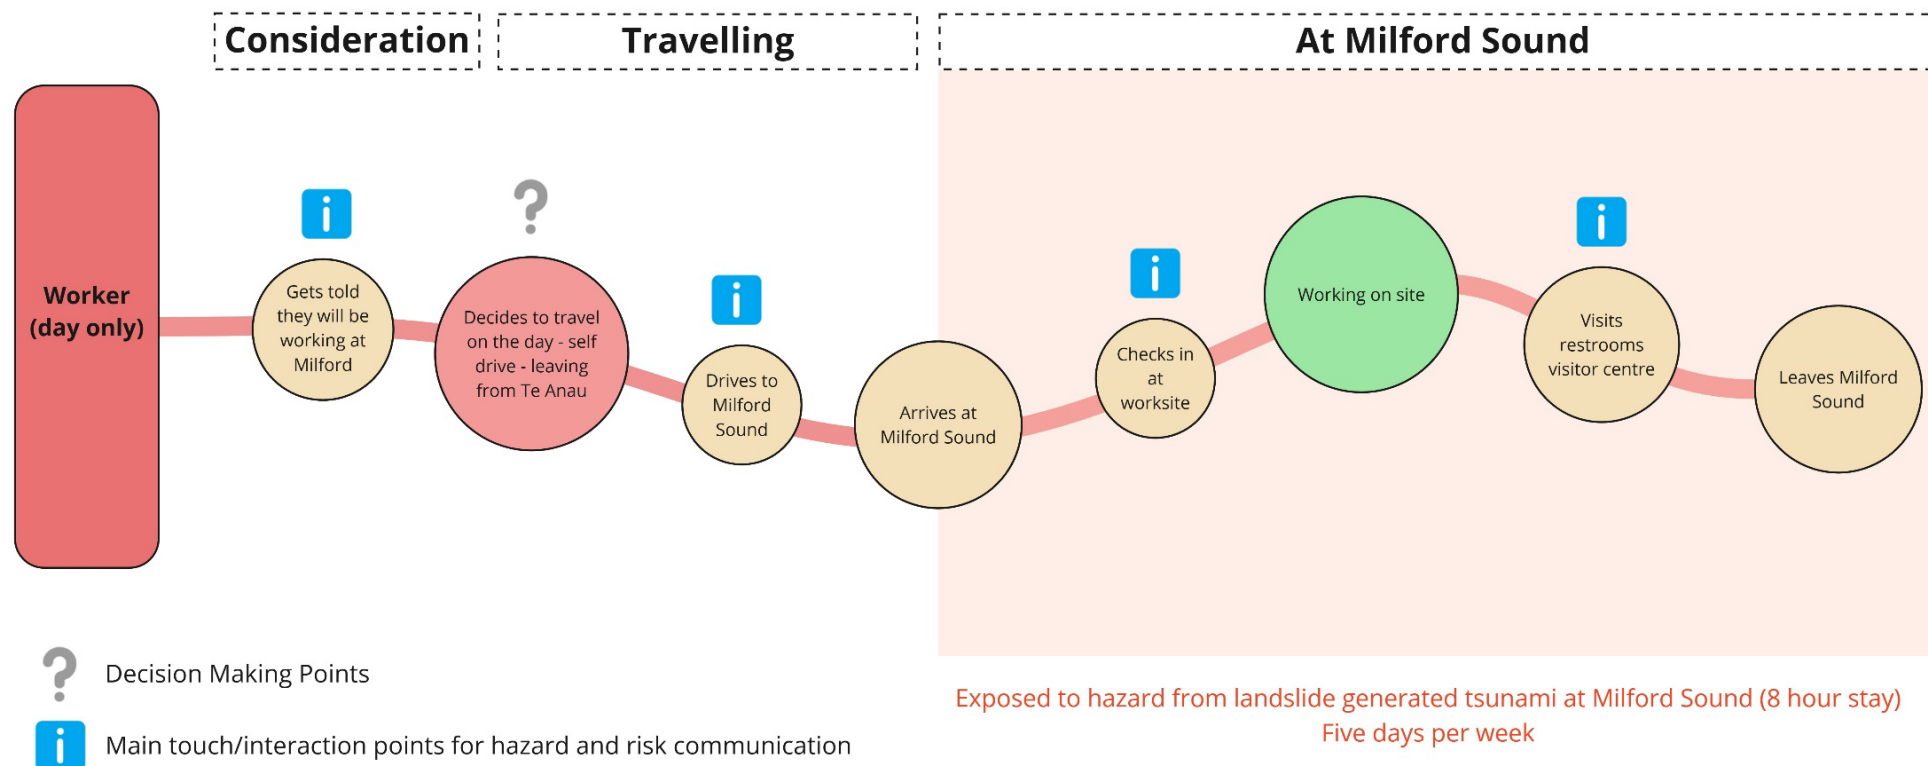 Consideration
Travelling
At Milford Sound
Worker
(day only)
Gets told
they will be
working at
Milford
Decides to travel
on the day - self
drive - leaving
from Te Anau
Drives to
Milford
Sound
Arrives at
Milford Sound
Checks in
at
worksite
Working on site
Visits
restrooms
visitor centre
Leaves Milford
Sound
? Decision Making Points
i Main touch/interaction points for hazard and risk communication
Exposed to hazard from landslide generated tsunami at Milford Sound (8 hour stay)
Five days per week